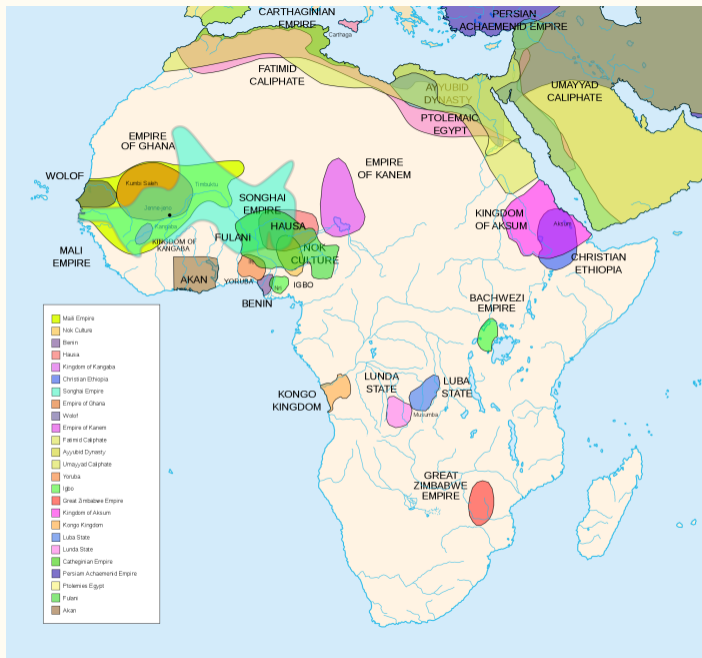 CARTHAGINIAN
EMPIRE
Carthage
PERSIAN
ACHAEMENID EMPIRE
FATIMID
CALIPHATE
AYYUBID
DYNASTY
UMAYYAD
CALIPHATE
PTOLEMAIC
EGYPT
EMPIRE
OF GHANA
WOLOF
Kumbi Saleh
Timbuktu
EMPIRE
OF KANEM
SONGHAI
EMPIRE
KINGDOM
OF AKSUM
Aksum
HAUSA
FULANI
KINGDOM OF
KANGABA
Kangaba
NOK
CULTURE
MALI
EMPIRE
CHRISTIAN
ETHIOPIA
AKAN
YORUBA
IGBO
BENIN
BACHWEZI
EMPIRE
LUNDA
STATE
LUBA
STATE
Musumba
KONGO
KINGDOM
GREAT
ZIMBABWE
EMPIRE
Mali Empire
Nok Culture
Benin
Hausa
Kingdom of Kangaba
Christian Ethiopia
Songhai Empire
Empire of Ghana
Wolof
Empire of Kanem
Fatimid Caliphate
Ayyubid Dynasty
Umayyad Caliphate
Yoruba
Igbo
Great Zimbabwe Empire
Kingdom of Aksum
Kongo Kingdom
Luba State
Lunda State
Catheginian Empire
Persiam Achaemenid Empire
Ptolemies Egypt
Fulani
Akan